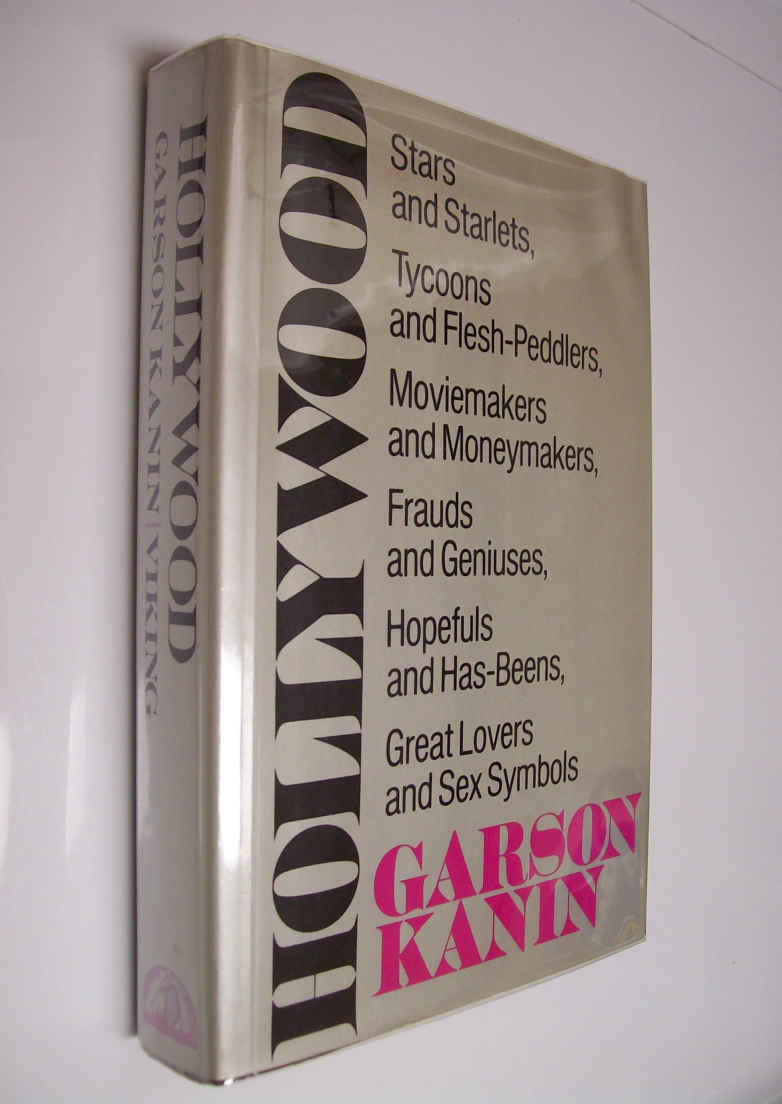 HOLLYWOOD
GARSON KANIN | VIKING
HOLLYWOOD
Stars
and Starlets,
Tycoons
and Flesh-Peddlers,
Moviemakers
and Moneymakers,
Frauds
and Geniuses,
Hopefuls
and Has-Beens,
Great Lovers
and Sex Symbols
GARSON
KANIN